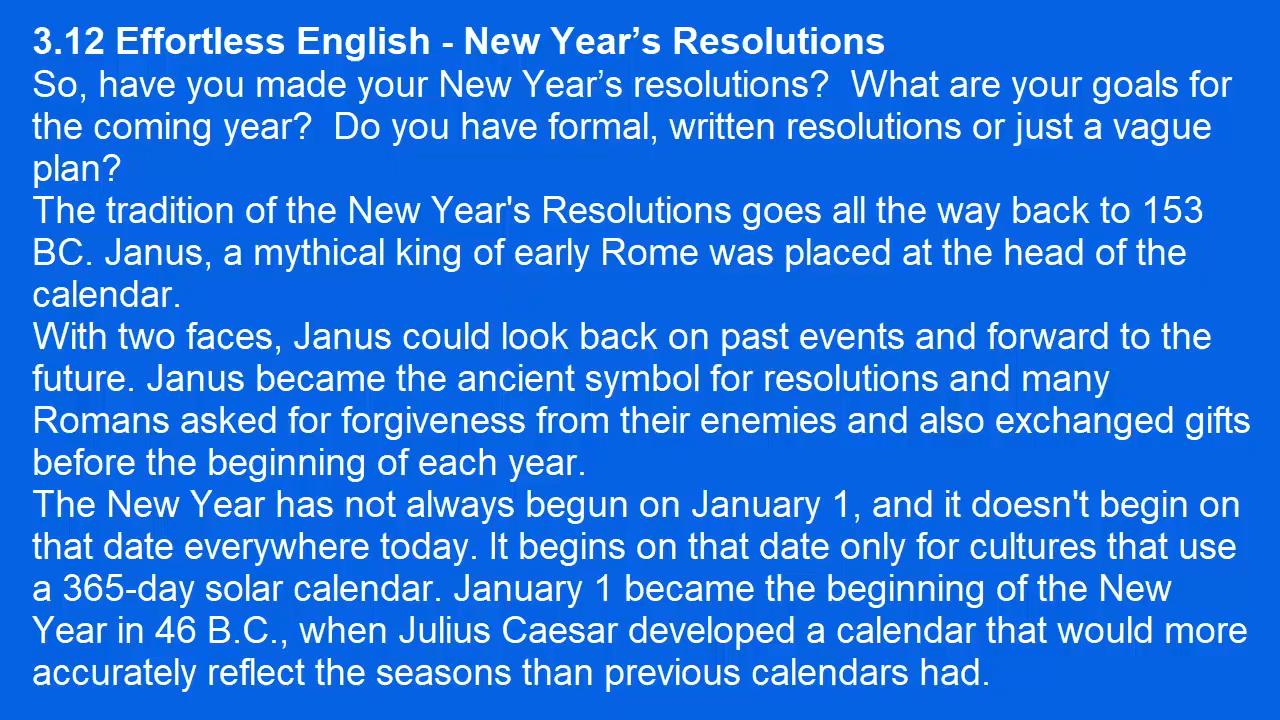 3.12 Effortless English - New Year’s Resolutions
So, have you made your New Year’s resolutions?  What are your goals for
the coming year?  Do you have formal, written resolutions or just a vague
plan?
The tradition of the New Year's Resolutions goes all the way back to 153
BC. Janus, a mythical king of early Rome was placed at the head of the
calendar.
With two faces, Janus could look back on past events and forward to the
future. Janus became the ancient symbol for resolutions and many
Romans asked for forgiveness from their enemies and also exchanged gifts
before the beginning of each year.
The New Year has not always begun on January 1, and it doesn't begin on
that date everywhere today. It begins on that date only for cultures that use
a 365-day solar calendar. January 1 became the beginning of the New
Year in 46 B.C., when Julius Caesar developed a calendar that would more
accurately reflect the seasons than previous calendars had.